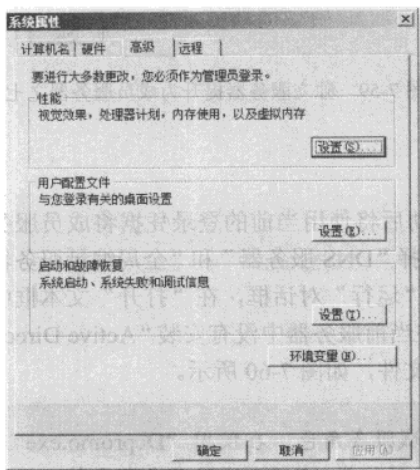 系统属性
计算机名 硬件 高级 远程
要进行大多数更改，您必须作为管理员登录。
性能
视觉效果，处理器计划，内存使用，以及虚拟内存
设置(S)...
用户配置文件
与您登录有关的桌面设置
设置(E)...
启动和故障恢复
系统启动、系统失败和调试信息
设置(T)...
环境变量(N)
确定 取消 应用(A)